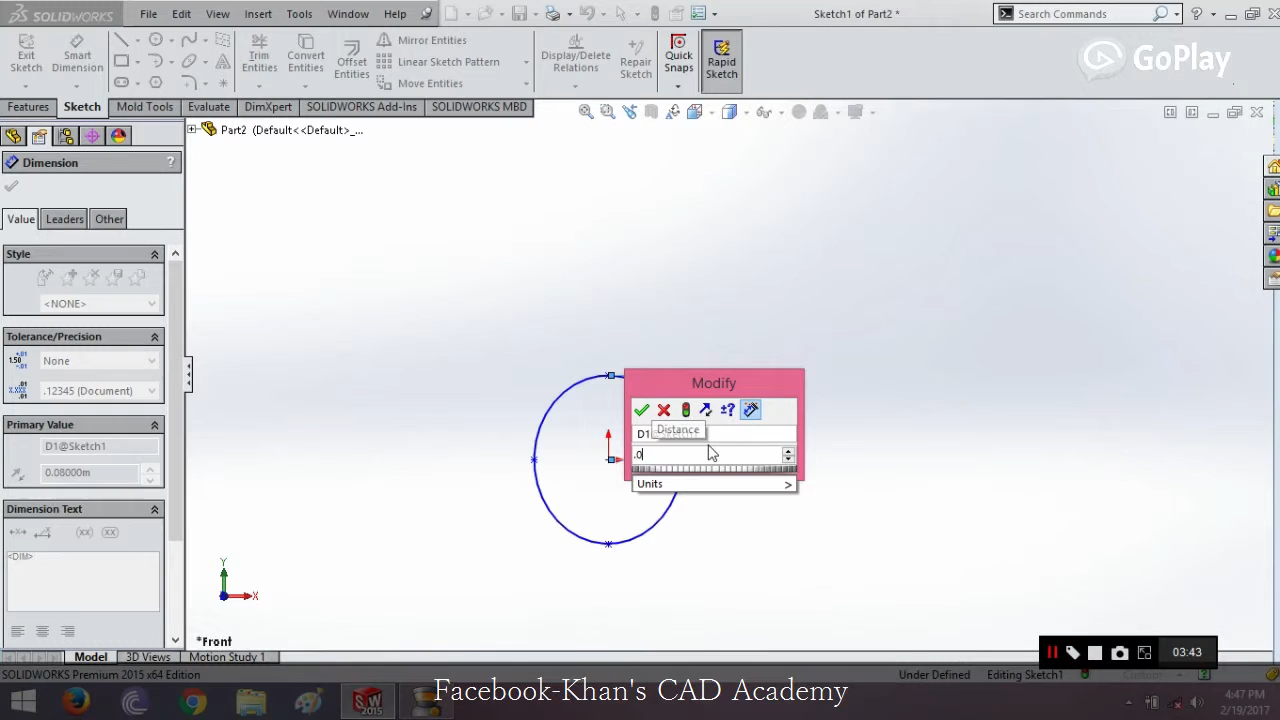 SOLIDWORKS
File Edit View Insert Tools Window Help
Sketch1 of Part2 *
Search Commands
Exit Sketch
Smart Dimension
Trim Entities
Convert Entities
Offset Entities
Mirror Entities
Linear Sketch Pattern
Move Entities
Display/Delete Relations
Repair Sketch
Quick Snaps
Rapid Sketch
GoPlay
Features Sketch Mold Tools Evaluate DimXpert SOLIDWORKS Add-Ins SOLIDWORKS MBD
Part2 (Default<<Default>_...
Dimension
?
Value Leaders Other
Style
<NONE>
Tolerance/Precision
None
.12345 (Document)
Primary Value
D1@Sketch1
0.08000m
Dimension Text
<DIM>
Modify
D1
Distance
.0
Units >
Y
X
*Front
Model 3D Views Motion Study 1
SOLIDWORKS Premium 2015 x64 Edition
Under Defined Editing Sketch1
Custom
03:43
Facebook-Khan's CAD Academy
4:47 PM
2/19/2017